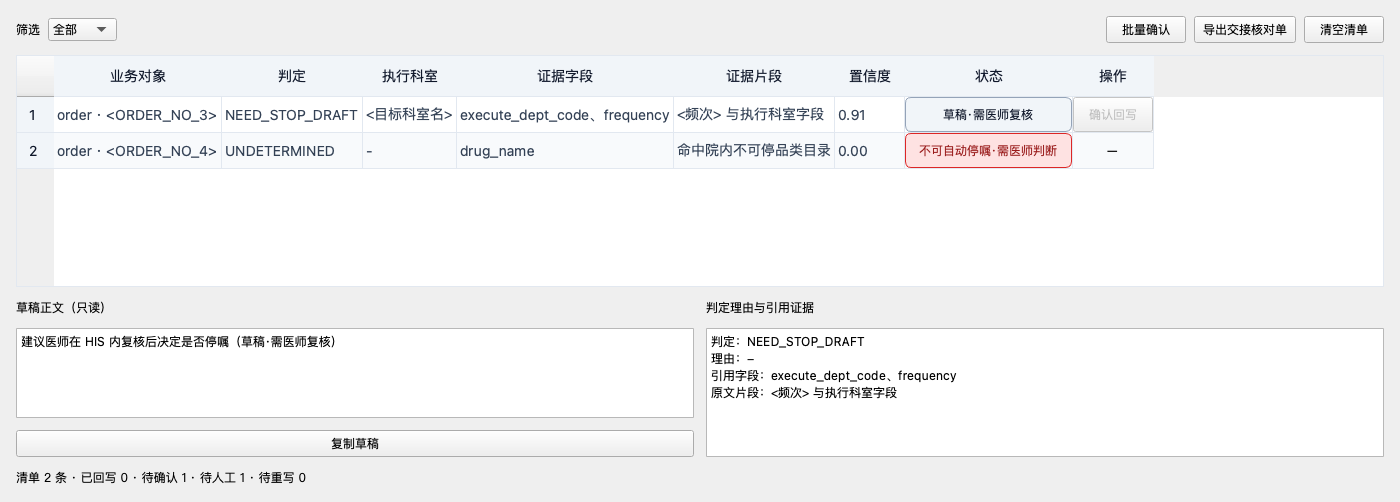 筛选 全部 批量确认 导出交接核对单 清空清单
业务对象 判定 执行科室 证据字段 证据片段 置信度 状态 操作
1 order · <ORDER_NO_3> NEED_STOP_DRAFT <目标科室名> execute_dept_code、frequency <频次> 与执行科室字段 0.91 草稿·需医师复核 确认回写
2 order · <ORDER_NO_4> UNDETERMINED - drug_name 命中院内不可停品类目录 0.00 不可自动停嘱·需医师判断 —
草稿正文（只读）
建议医师在 HIS 内复核后决定是否停嘱（草稿·需医师复核）
复制草稿
判定理由与引用证据
判定：NEED_STOP_DRAFT
理由：–
引用字段：execute_dept_code、frequency
原文片段：<频次> 与执行科室字段
清单 2 条 · 已回写 0 · 待确认 1 · 待人工 1 · 待重写 0